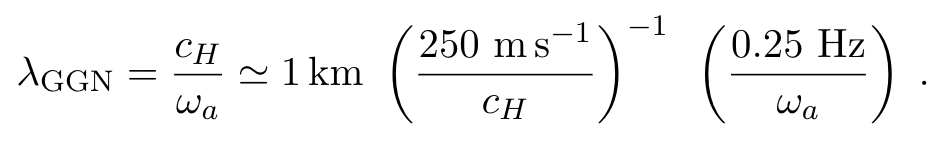 λ_GGN = c_H / ω_a ≃ 1 km (250 m s⁻¹ / c_H)⁻¹ (0.25 Hz / ω_a) .